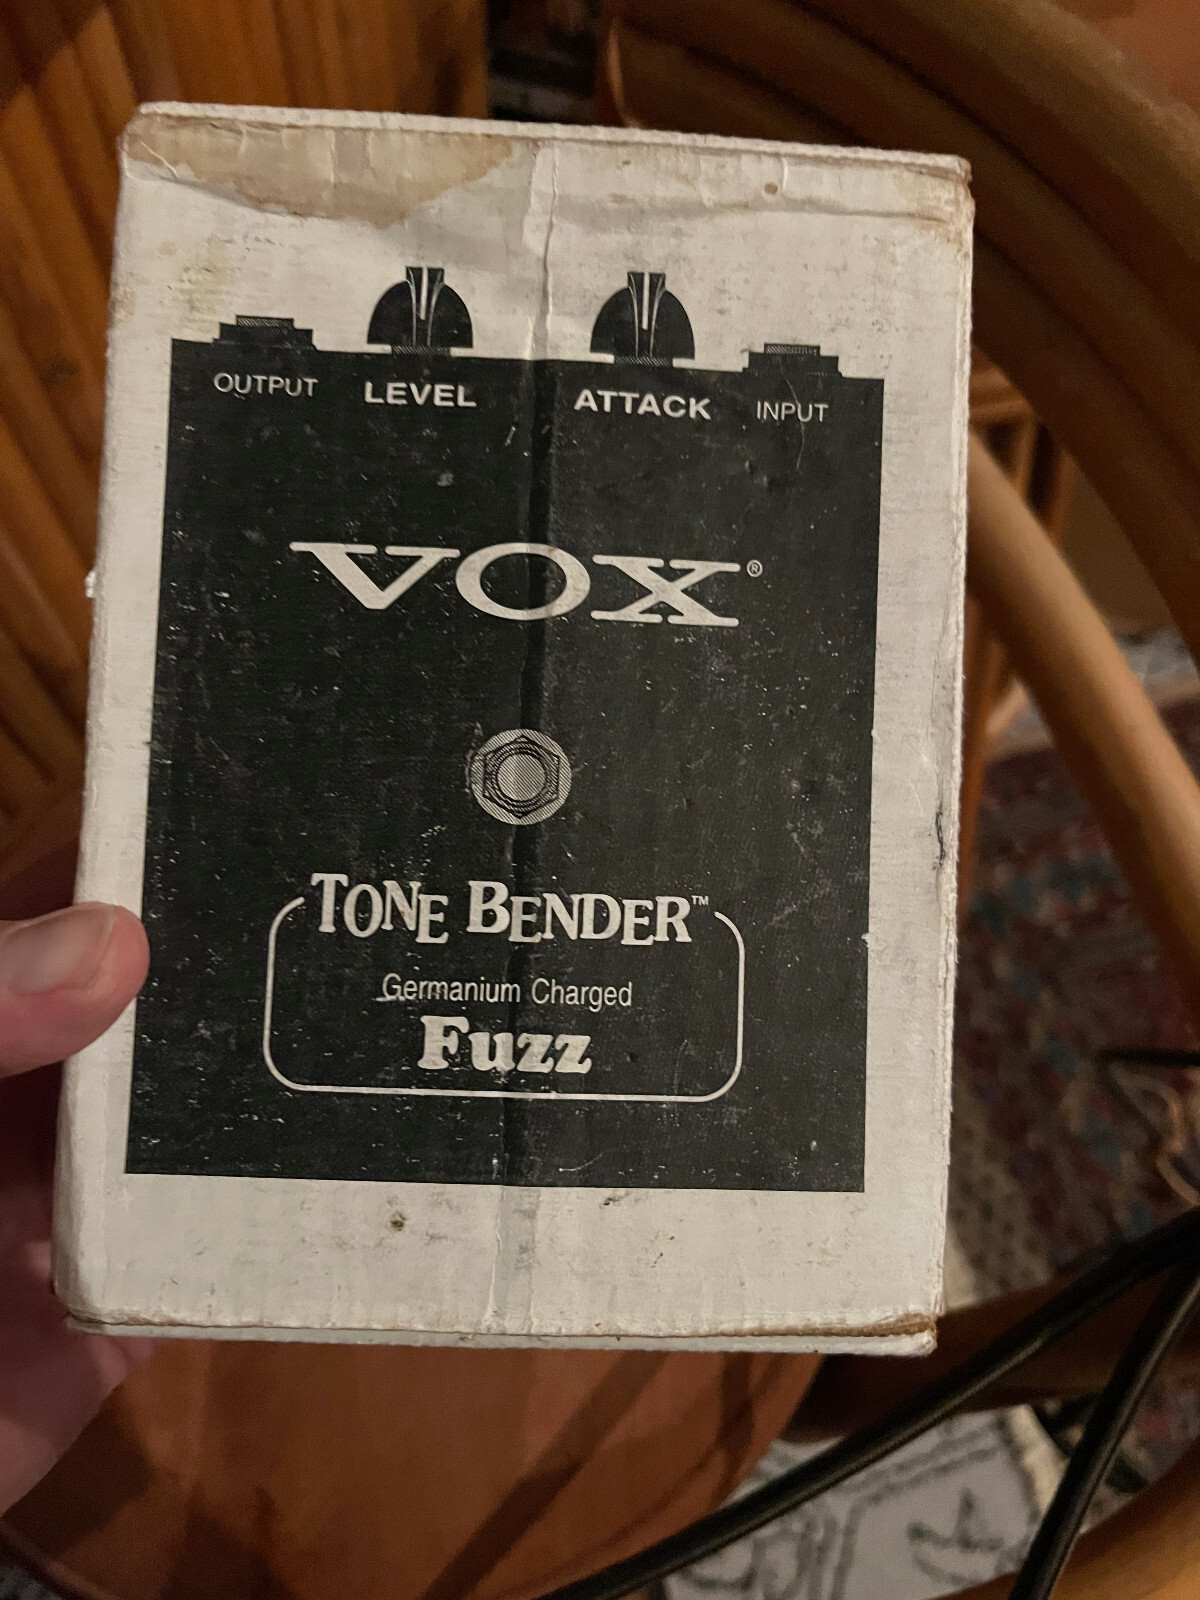 OUTPUT LEVEL ATTACK INPUT
VOX®
TONE BENDER™
Germanium Charged
Fuzz